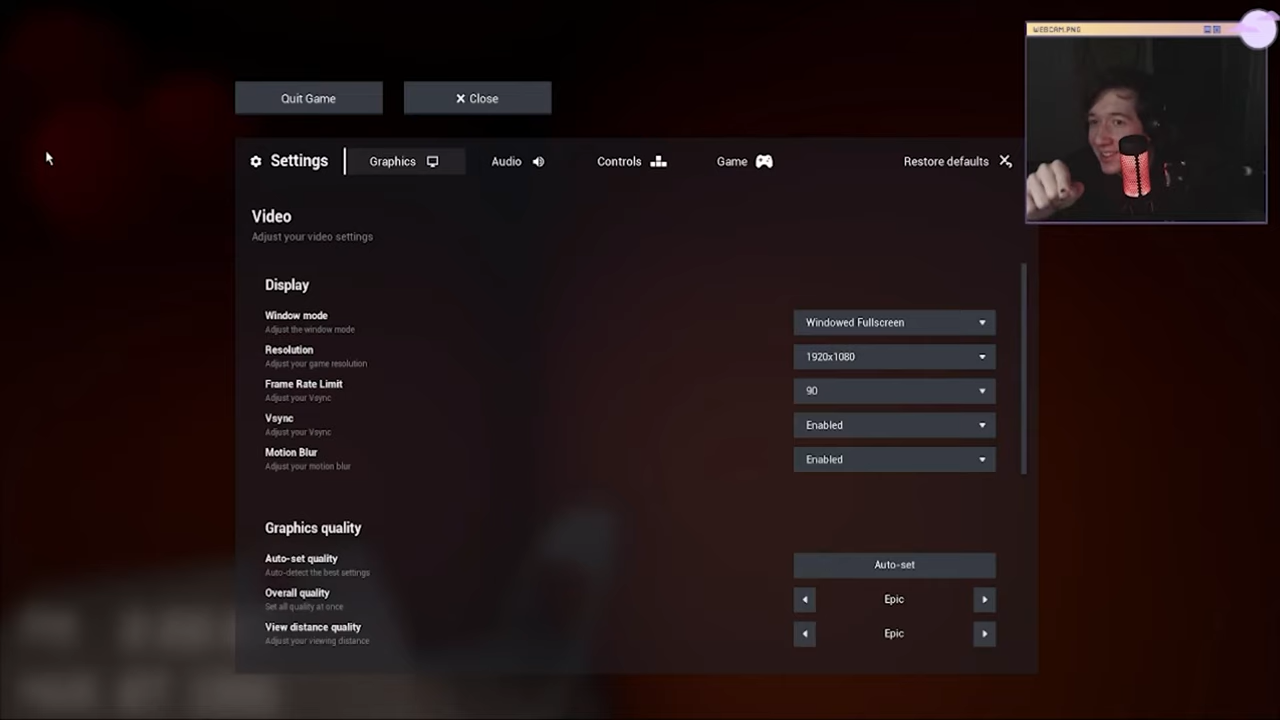 WEBCAM.PNG
Quit Game
Close
Settings
Graphics
Audio
Controls
Game
Restore defaults
Video
Adjust your video settings
Display
Window mode
Adjust the window mode
Windowed Fullscreen
Resolution
Adjust your game resolution
1920x1080
Frame Rate Limit
Adjust your Vsync
90
Vsync
Adjust your Vsync
Enabled
Motion Blur
Adjust your motion blur
Enabled
Graphics quality
Auto-set quality
Auto-detect the best settings
Auto-set
Overall quality
Set all quality at once
Epic
View distance quality
Adjust your viewing distance
Epic